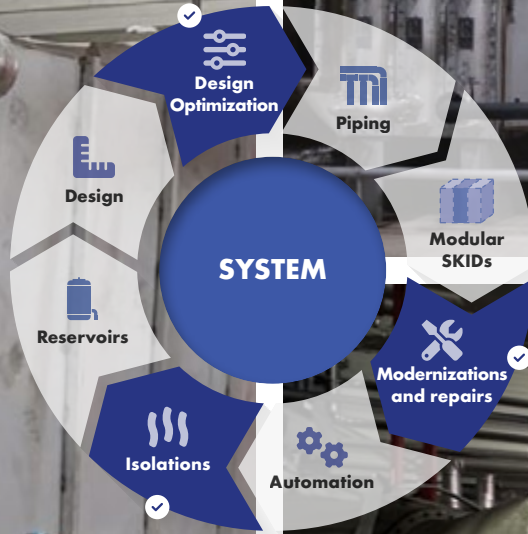 Design
Optimization
Piping
Modular
SKIDs
Modernizations
and repairs
Automation
Isolations
Reservoirs
Design
SYSTEM